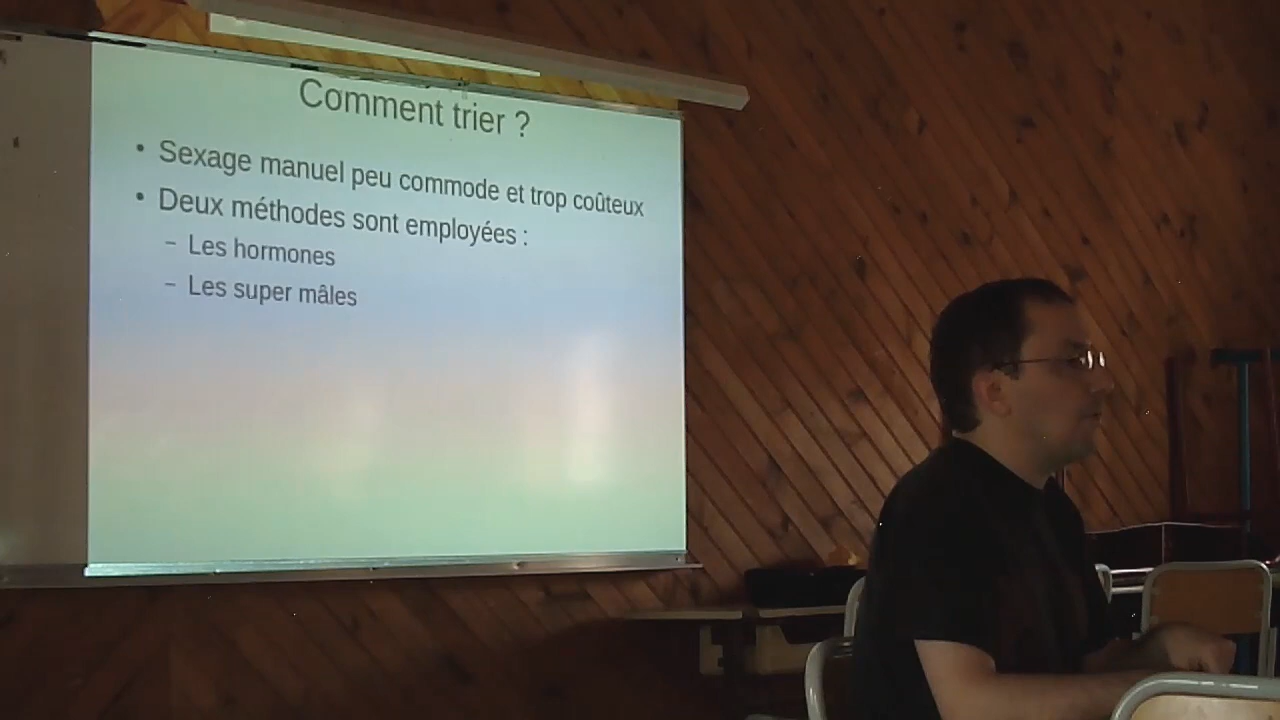 Comment trier ?
• Sexage manuel peu commode et trop coûteux
• Deux méthodes sont employées :
– Les hormones
– Les super mâles